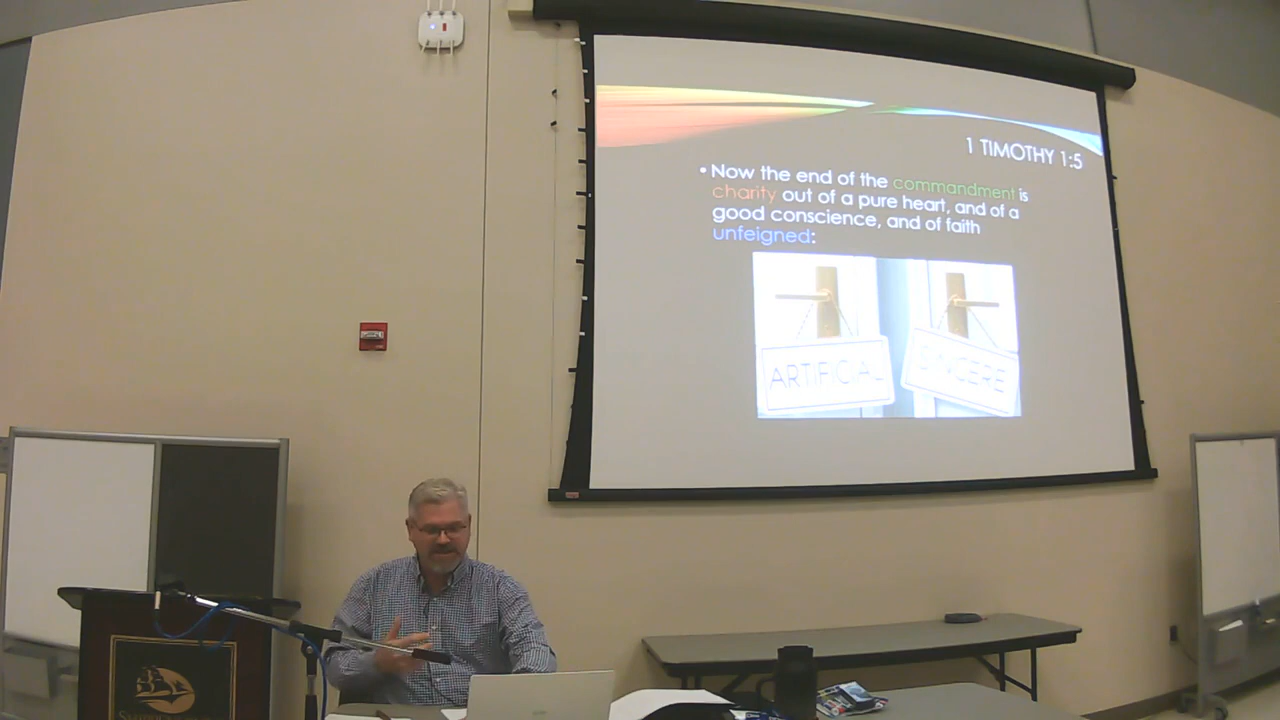 1 TIMOTHY 1:5
• Now the end of the commandment is
charity out of a pure heart, and of a
good conscience, and of faith
unfeigned:
ARTIFICIAL
SINCERE